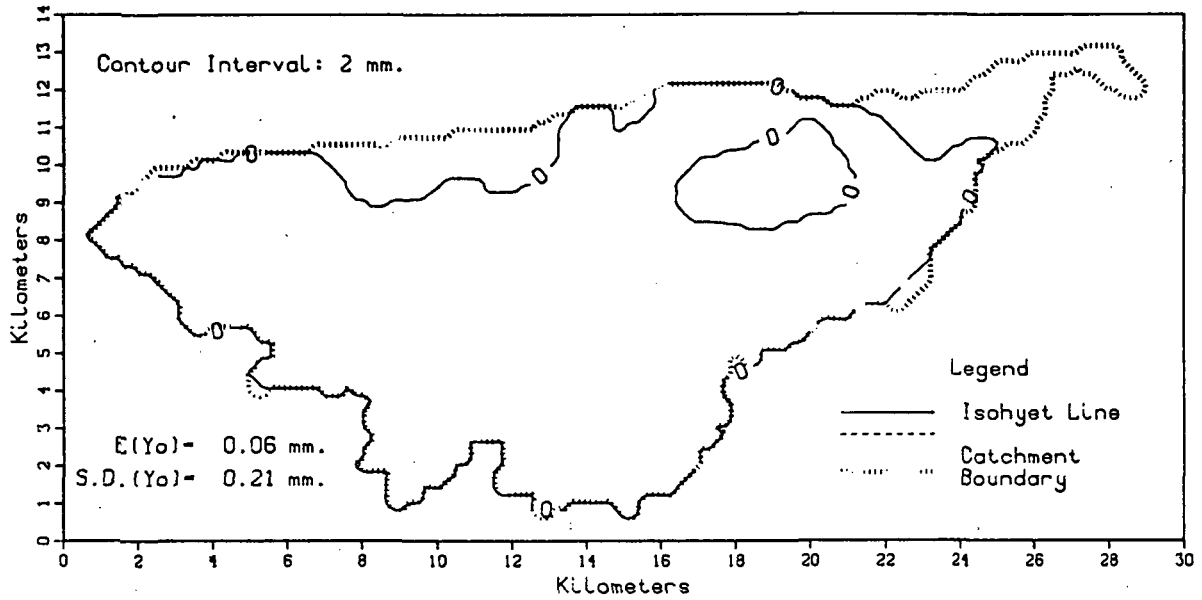 Contour Interval: 2 mm.
14
13
12
11
10
9
8
7
6
5
4
3
2
1
0
Kilometers
0
0
0
0
0
0
0
0
0
0
Legend
Isohyet Line
Catchment
Boundary
E(Yo)= 0.06 mm.
S.D.(Yo)= 0.21 mm.
0 2 4 6 8 10 12 14 16 18 20 22 24 26 28 30
Kilometers